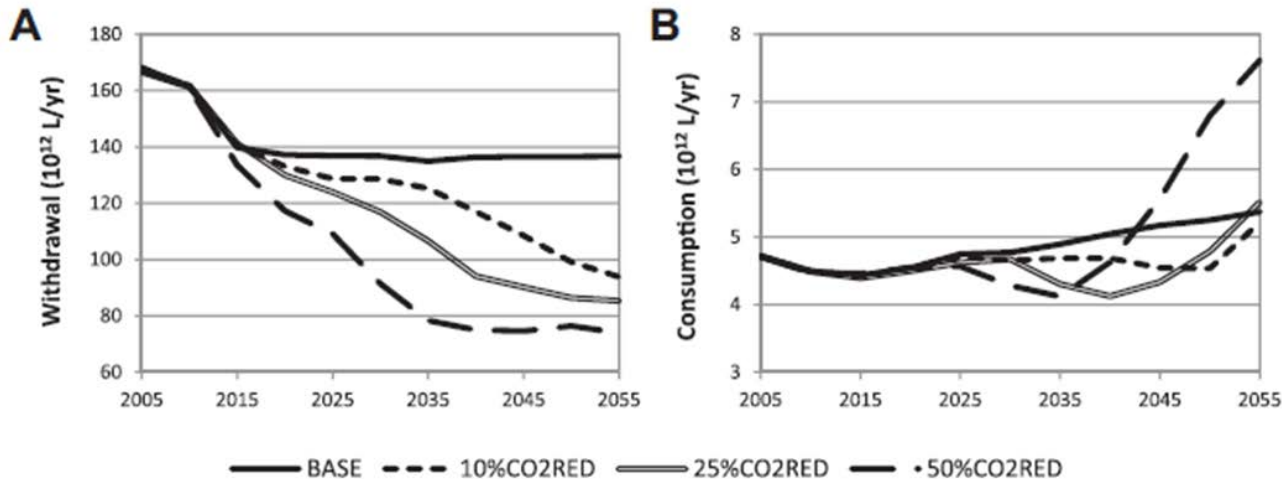 A
B
Withdrawal (10¹² L/yr)
180
160
140
120
100
80
60
2005 2015 2025 2035 2045 2055
Consumption (10¹² L/yr)
8
7
6
5
4
3
2005 2015 2025 2035 2045 2055
BASE 10%CO2RED 25%CO2RED 50%CO2RED